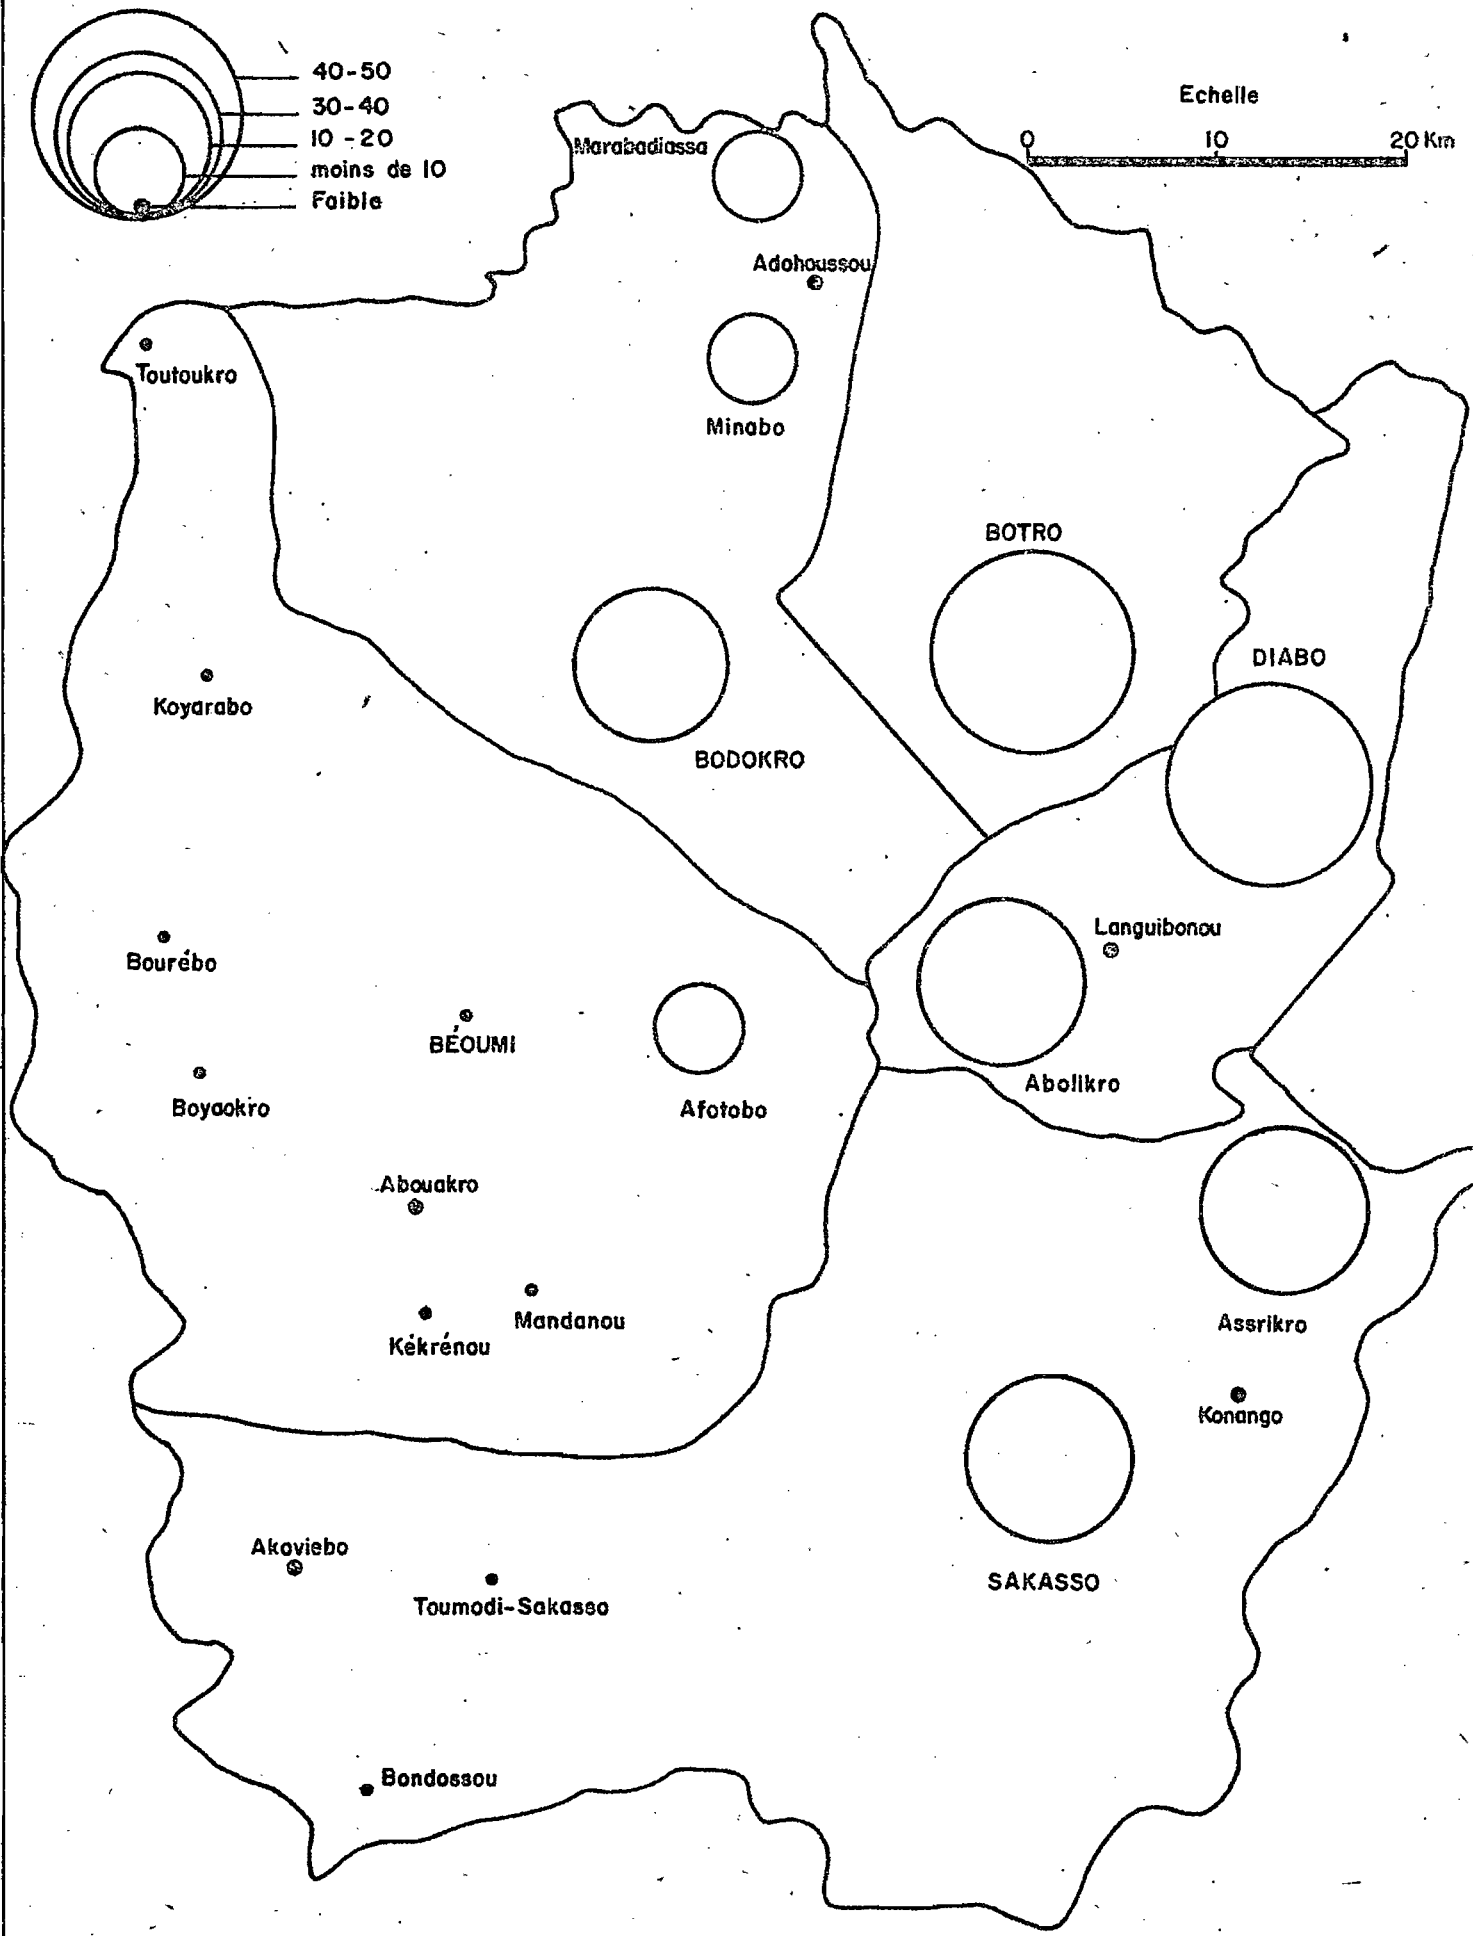 40-50
30-40
10-20
moins de 10
Faible
Echelle
0 10 20 Km
Marabadiassa
Adohoussou
Toutoukro
Minabo
BOTRO
DIABO
Koyarabo
BODOKRO
Languibonou
Bourébo
BÉOUMI
Abolikro
Boyaokro
Afotobo
Abouakro
Assrikro
Mandanou
Kékrénou
Konango
Akoviebo
SAKASSO
Toumodi-Sakasso
Bondossou